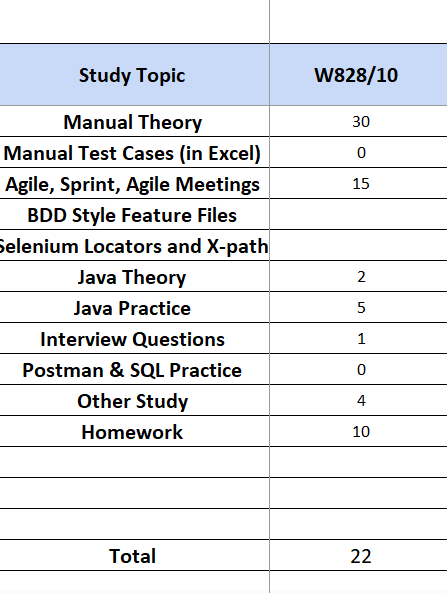 Study Topic W828/10
Manual Theory 30
Manual Test Cases (in Excel) 0
Agile, Sprint, Agile Meetings 15
BDD Style Feature Files
Selenium Locators and X-path
Java Theory 2
Java Practice 5
Interview Questions 1
Postman & SQL Practice 0
Other Study 4
Homework 10
Total 22